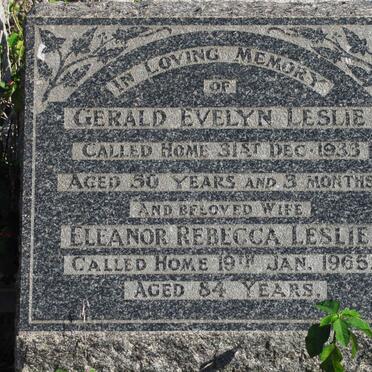 In Loving Memory
of
Gerald Evelyn Leslie
Called Home 31st Dec. 1933
Aged 50 Years and 3 Months
And Beloved Wife
Eleanor Rebecca Leslie
Called Home 19th Jan. 1965
Aged 84 Years.